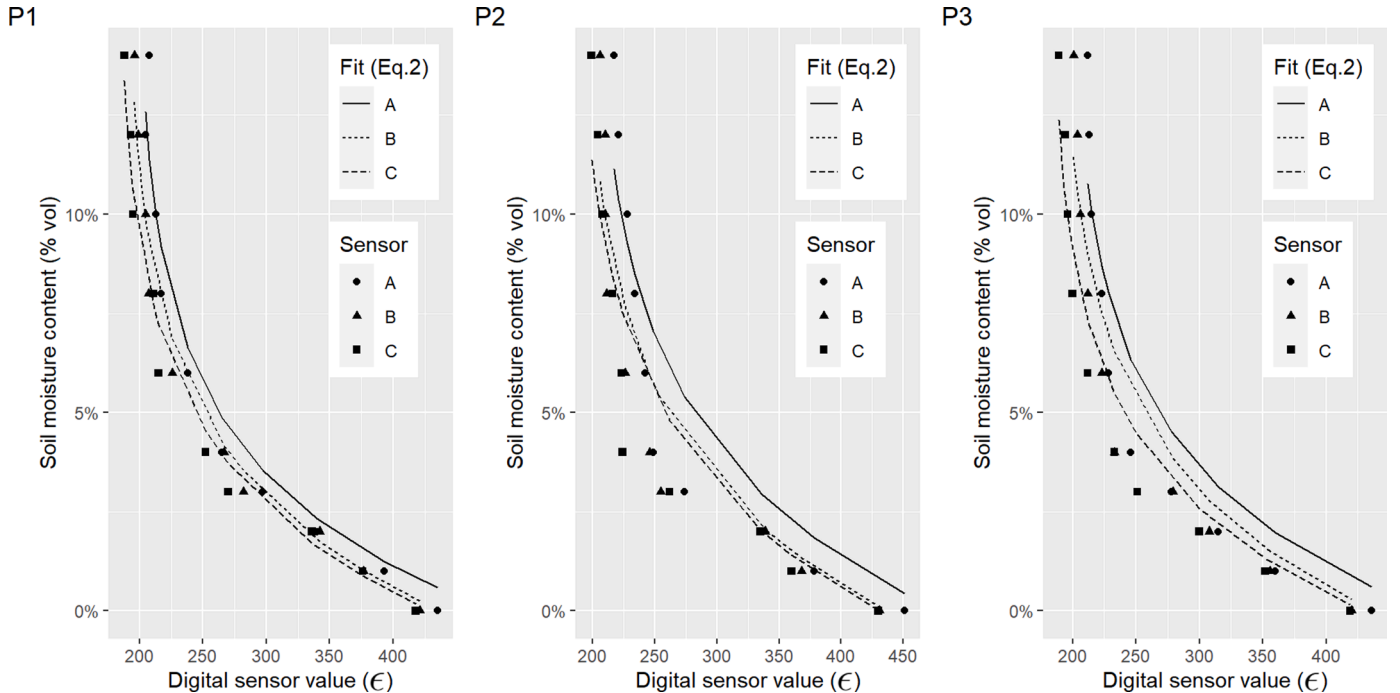 P1
Soil moisture content (% vol)
10%
5%
0%
200
250
300
350
400
Digital sensor value (ϵ)
Fit (Eq.2)
A
B
C
Sensor
A
B
C
P2
Soil moisture content (% vol)
10%
5%
0%
200
250
300
350
400
450
Digital sensor value (ϵ)
Fit (Eq.2)
A
B
C
Sensor
A
B
C
P3
Soil moisture content (% vol)
10%
5%
0%
200
250
300
350
400
Digital sensor value (ϵ)
Fit (Eq.2)
A
B
C
Sensor
A
B
C